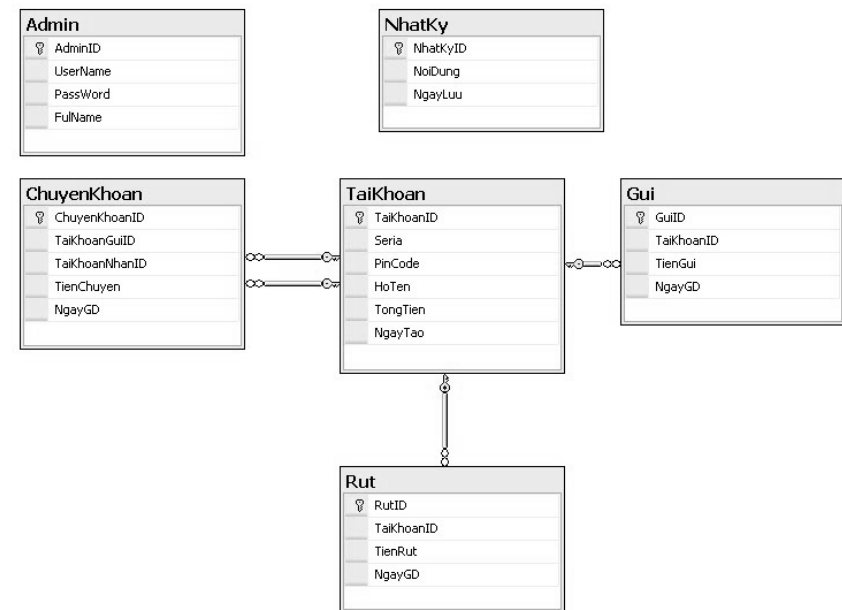 Admin
AdminID
UserName
PassWord
FulName
NhatKy
NhatKyID
NoiDung
NgayLuu
ChuyenKhoan
ChuyenKhoanID
TaiKhoanGuiID
TaiKhoanNhanID
TienChuyen
NgayGD
TaiKhoan
TaiKhoanID
Seria
PinCode
HoTen
TongTien
NgayTao
Gui
GuiID
TaiKhoanID
TienGui
NgayGD
Rut
RutID
TaiKhoanID
TienRut
NgayGD